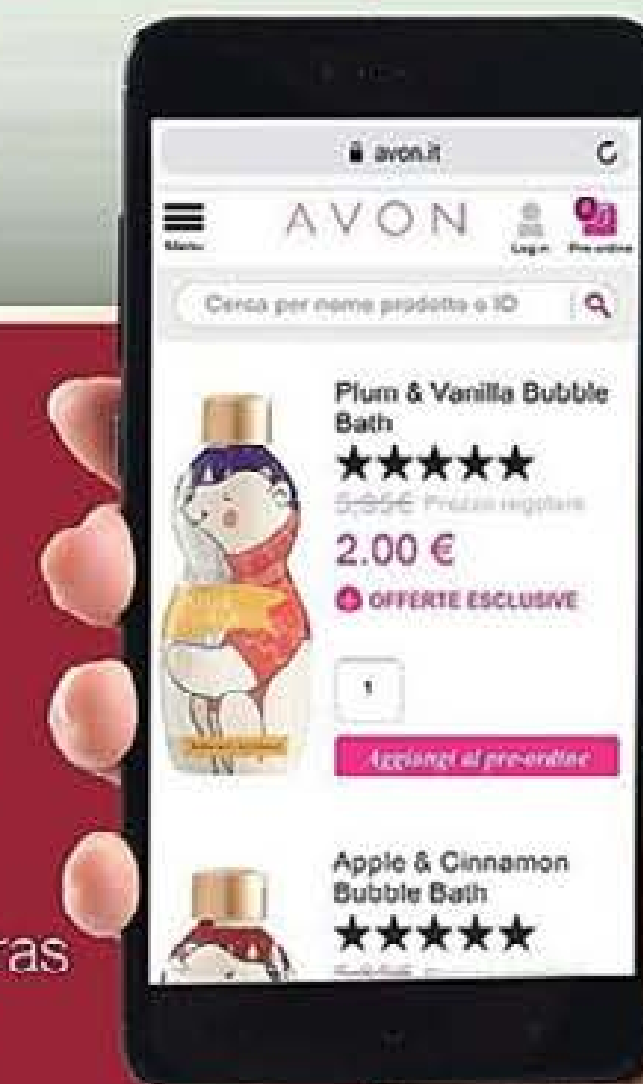 avon.it
Menu
AVON
Log in
Pre-ordine
Cerca per nome prodotto o ID
Plum & Vanilla Bubble
Bath
Prezzo regolare
2.00 €
OFFERTE ESCLUSIVE
1
Aggiungi al pre-ordine
Apple & Cinnamon
Bubble Bath
ras